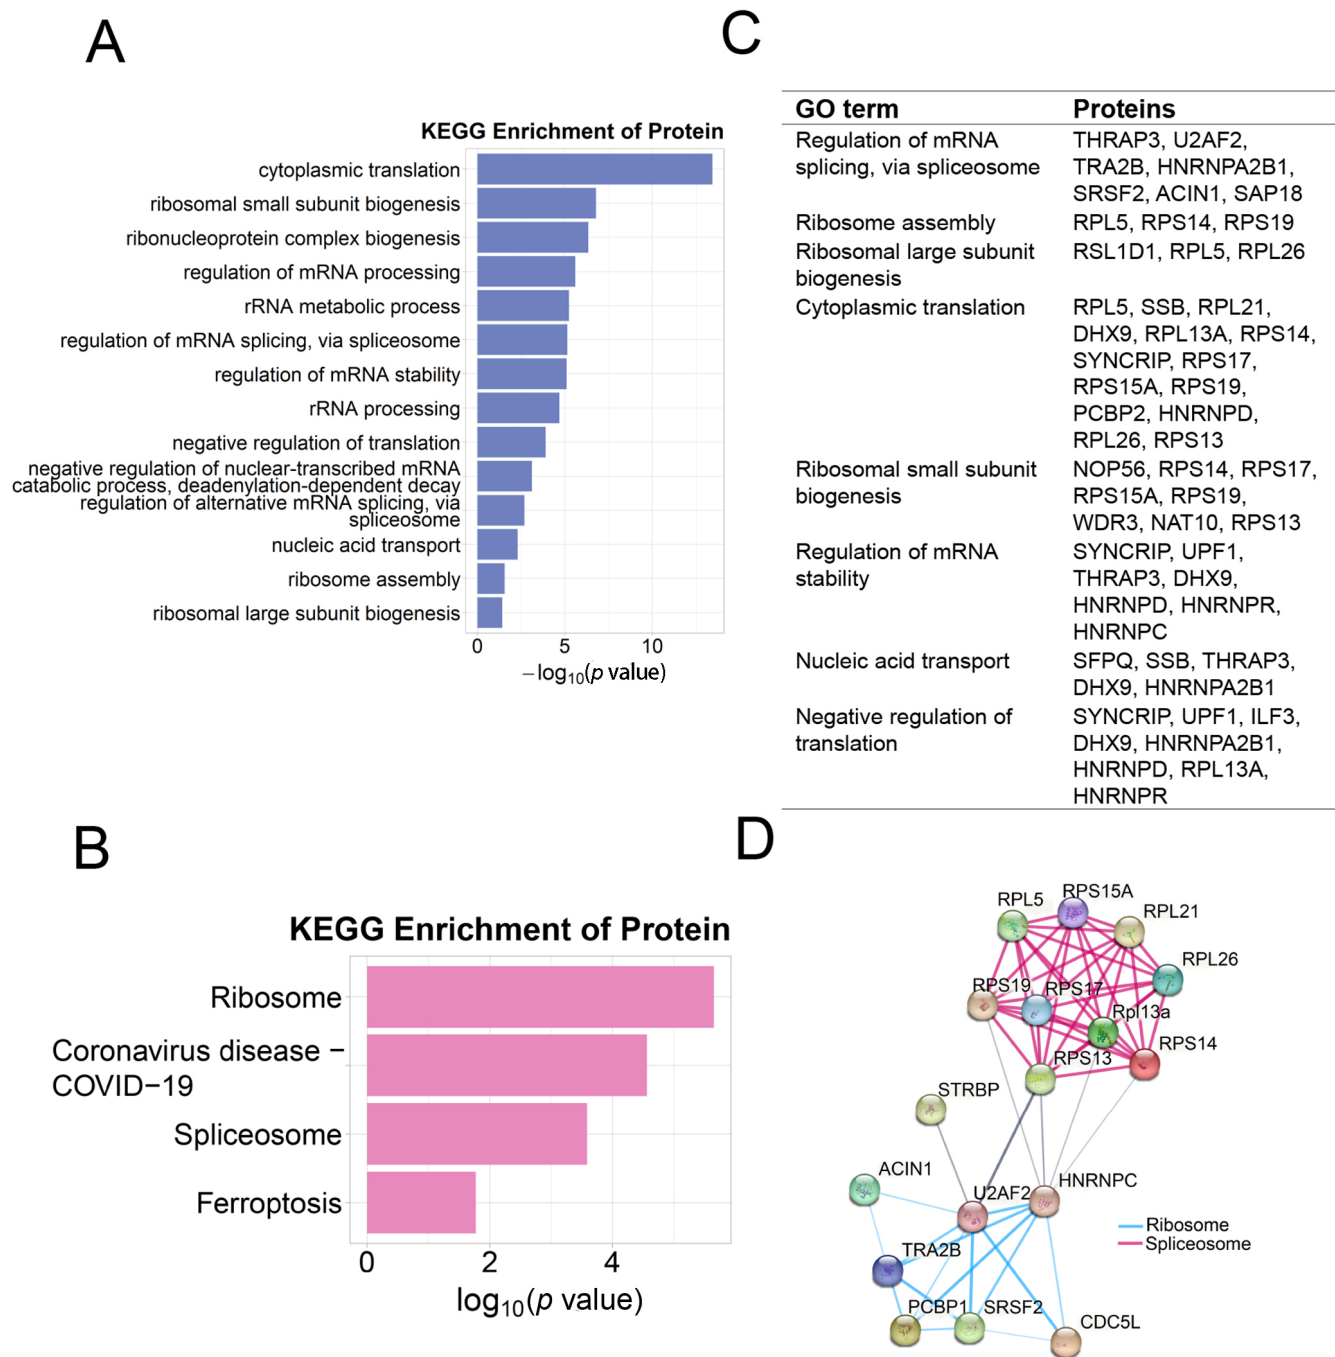 A
KEGG Enrichment of Protein
cytoplasmic translation
ribosomal small subunit biogenesis
ribonucleoprotein complex biogenesis
regulation of mRNA processing
rRNA metabolic process
regulation of mRNA splicing, via spliceosome
regulation of mRNA stability
rRNA processing
negative regulation of translation
negative regulation of nuclear-transcribed mRNA
catabolic process, deadenylation-dependent decay
regulation of alternative mRNA splicing, via
spliceosome
nucleic acid transport
ribosome assembly
ribosomal large subunit biogenesis
0 5 10
−log10(p value)
B
KEGG Enrichment of Protein
Ribosome
Coronavirus disease −
COVID−19
Spliceosome
Ferroptosis
0 2 4
log10(p value)
C
GO term Proteins
Regulation of mRNA THRAP3, U2AF2,
splicing, via spliceosome TRA2B, HNRNPA2B1,
SRSF2, ACIN1, SAP18
Ribosome assembly RPL5, RPS14, RPS19
Ribosomal large subunit RSL1D1, RPL5, RPL26
biogenesis
Cytoplasmic translation RPL5, SSB, RPL21,
DHX9, RPL13A, RPS14,
SYNCRIP, RPS17,
RPS15A, RPS19,
PCBP2, HNRNPD,
RPL26, RPS13
Ribosomal small subunit NOP56, RPS14, RPS17,
biogenesis RPS15A, RPS19,
WDR3, NAT10, RPS13
Regulation of mRNA SYNCRIP, UPF1,
stability THRAP3, DHX9,
HNRNPD, HNRNPR,
HNRNPC
Nucleic acid transport SFPQ, SSB, THRAP3,
DHX9, HNRNPA2B1
Negative regulation of SYNCRIP, UPF1, ILF3,
translation DHX9, HNRNPA2B1,
HNRNPD, RPL13A,
HNRNPR
D
RPL5
RPS15A
RPL21
RPL26
RPS19
RPS17
Rpl13a
RPS14
RPS13
STRBP
ACIN1
U2AF2
HNRNPC
Ribosome
Spliceosome
TRA2B
PCBP1
SRSF2
CDC5L